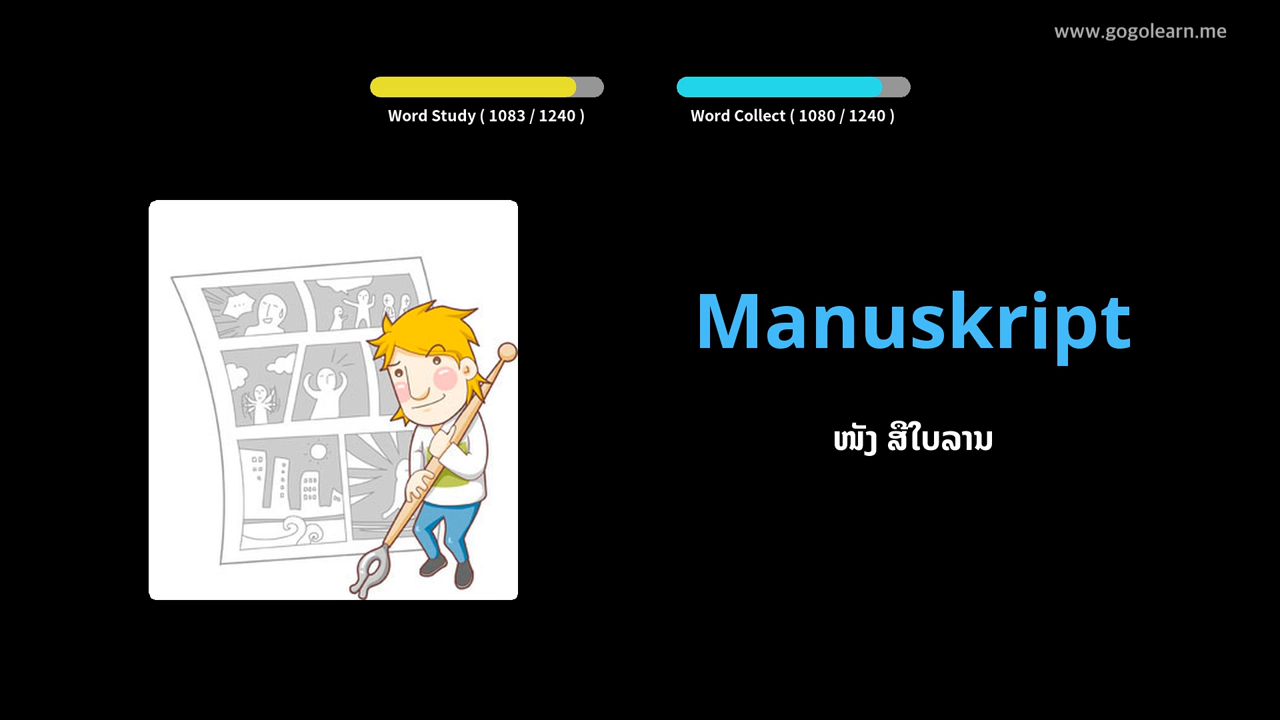 www.gogolearn.me
Word Study ( 1083 / 1240 )
Word Collect ( 1080 / 1240 )
Manuskript
ໜັງ ສືໃບລານ